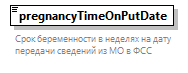 pregnancyTimeOnPutDate
Срок беременности в неделях на дату
передачи сведений из МО в ФСС